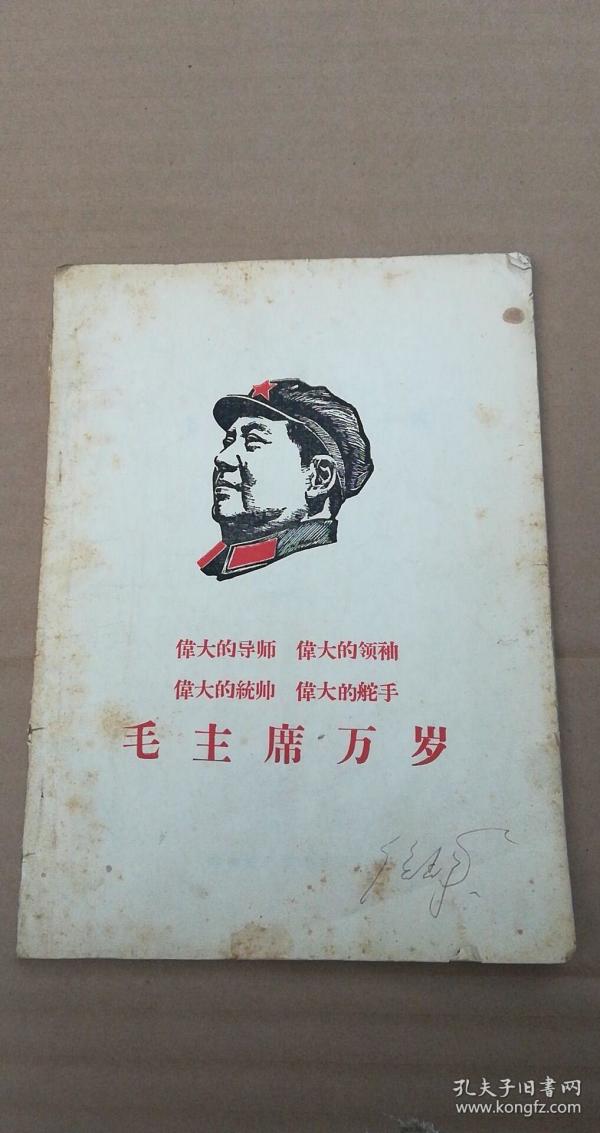 偉大的导师 偉大的领袖
偉大的統帅 偉大的舵手
毛主席万岁
孔夫子旧書网
www.kongfz.com